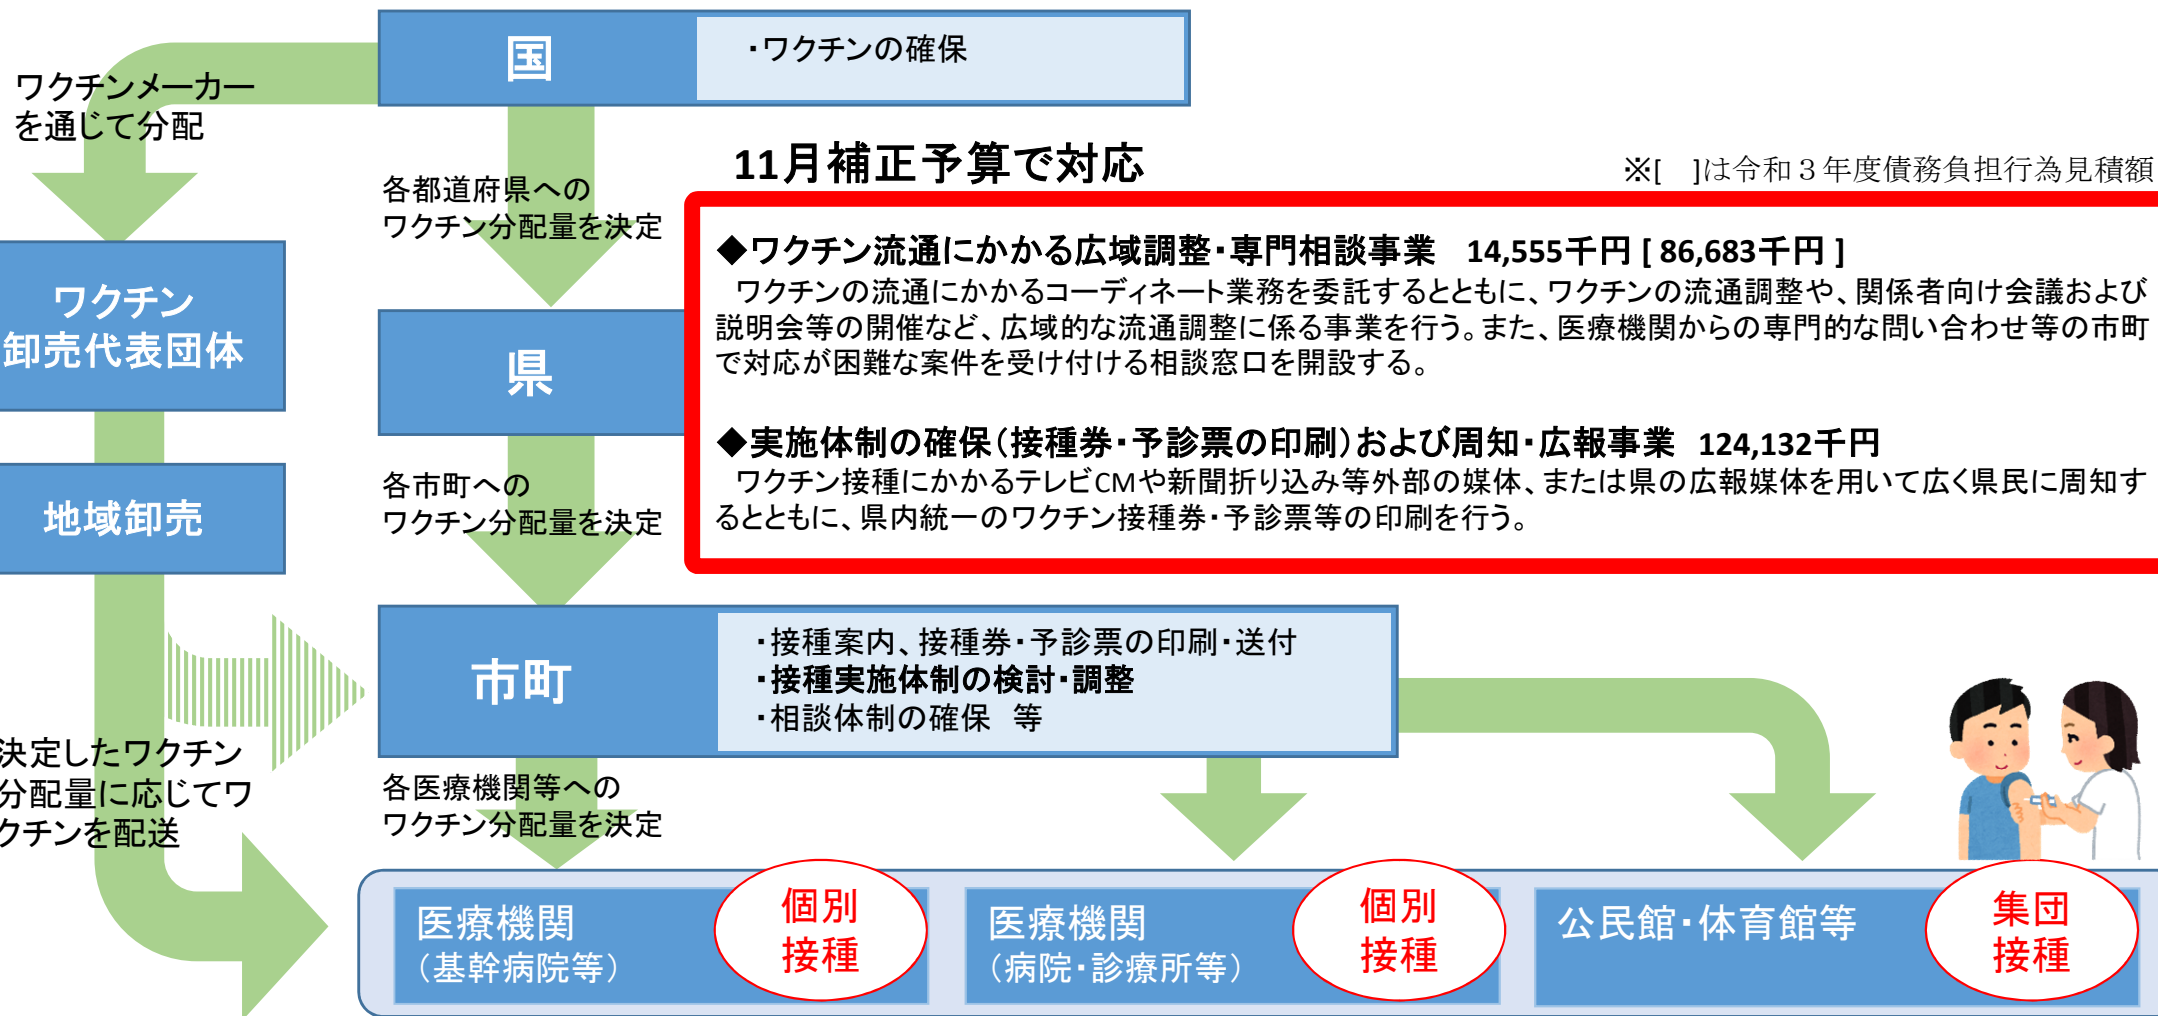 国
・ワクチンの確保
ワクチンメーカー
を通じて分配
11月補正予算で対応
※[　]は令和３年度債務負担行為見積額
各都道府県への
ワクチン分配量を決定
◆ワクチン流通にかかる広域調整・専門相談事業　14,555千円 [ 86,683千円 ]
ワクチンの流通にかかるコーディネート業務を委託するとともに、ワクチンの流通調整や、関係者向け会議および
説明会等の開催など、広域的な流通調整に係る事業を行う。また、医療機関からの専門的な問い合わせ等の市町
で対応が困難な案件を受け付ける相談窓口を開設する。
ワクチン
卸売代表団体
県
◆実施体制の確保（接種券・予診票の印刷）および周知・広報事業　124,132千円
ワクチン接種にかかるテレビCMや新聞折り込み等外部の媒体、または県の広報媒体を用いて広く県民に周知す
るとともに、県内統一のワクチン接種券・予診票等の印刷を行う。
地域卸売
各市町への
ワクチン分配量を決定
市町
・接種案内、接種券・予診票の印刷・送付
・接種実施体制の検討・調整
・相談体制の確保　等
決定したワクチン
分配量に応じてワ
クチンを配送
各医療機関等への
ワクチン分配量を決定
医療機関
（基幹病院等）
個別
接種
医療機関
（病院・診療所等）
個別
接種
公民館・体育館等
集団
接種